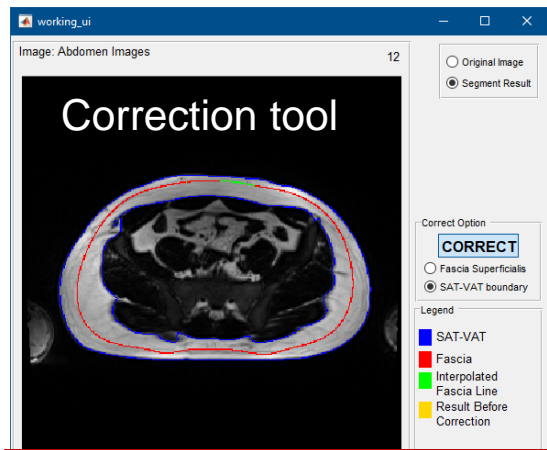 working_ui
Image: Abdomen Images
12
Original Image
Segment Result
Correction tool
Correct Option
CORRECT
Fascia Superficialis
SAT-VAT boundary
Legend
SAT-VAT
Fascia
Interpolated
Fascia Line
Result Before
Correction